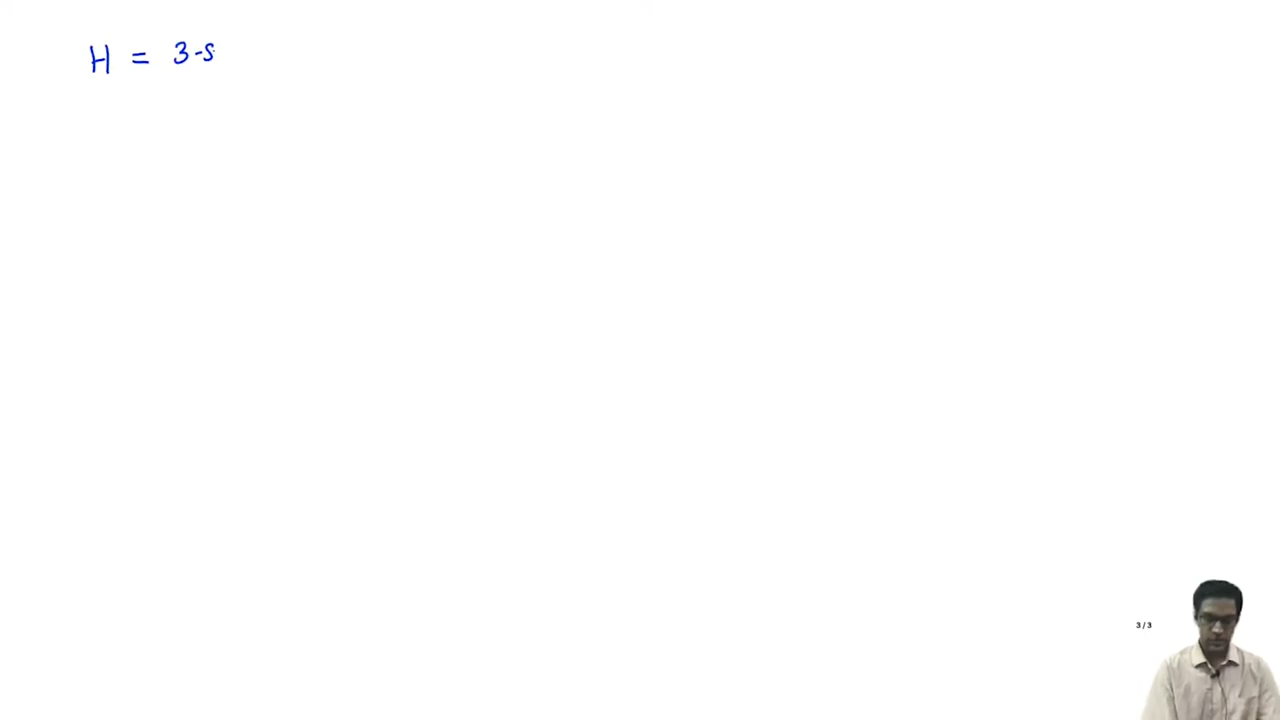 H = 3-s
3 / 3